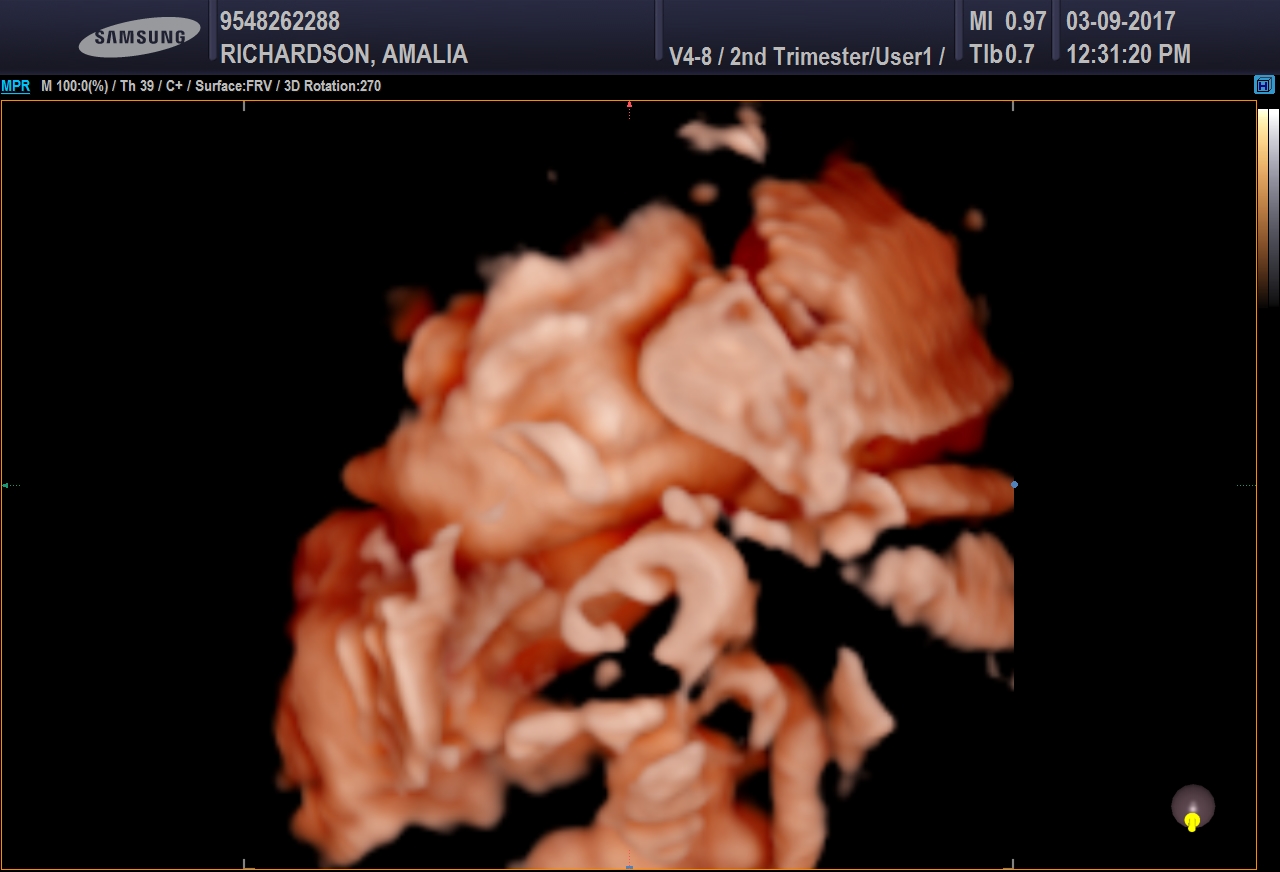 SAMSUNG
9548262288
RICHARDSON, AMALIA
V4-8 / 2nd Trimester/User1 /
MI 0.97
TIb 0.7
03-09-2017
12:31:20 PM
MPR M 100:0(%) / Th 39 / C+ / Surface:FRV / 3D Rotation:270
H